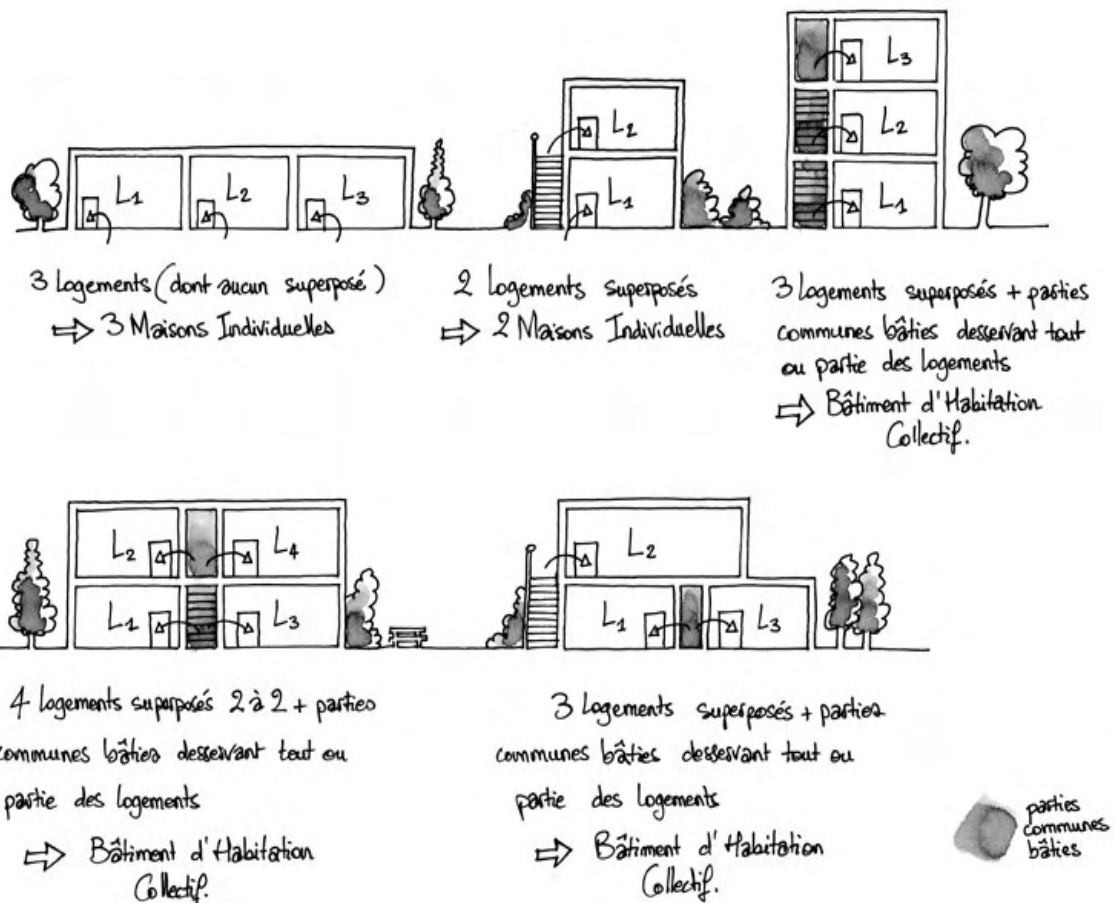 L1
L2
L3
3 logements (dont aucun superposé)
⇨ 3 Maisons Individuelles
L2
L1
2 logements superposés
⇨ 2 Maisons Individuelles
L3
L2
L1
3 logements superposés + parties
communes bâties desservant tout
ou partie des logements
⇨ Bâtiment d'Habitation
Collectif.
L2
L4
L1
L3
4 logements superposés 2 à 2 + parties
communes bâties desservant tout ou
partie des logements
⇨ Bâtiment d'Habitation
Collectif.
L2
L1
L3
3 logements superposés + parties
communes bâties desservant tout ou
partie des logements
⇨ Bâtiment d'Habitation
Collectif.
parties
communes
bâties